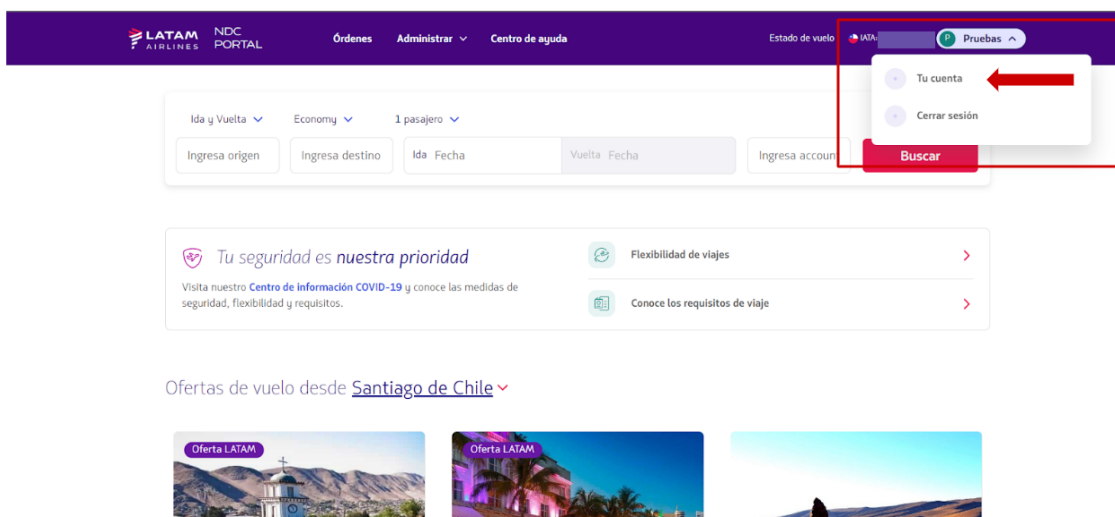 LATAM
AIRLINES
NDC
PORTAL
Órdenes
Administrar
Centro de ayuda
Estado de vuelo
IATA:
P
Pruebas
Tu cuenta
Cerrar sesión
Ida y Vuelta
Economy
1 pasajero
Ingresa origen
Ingresa destino
Ida Fecha
Vuelta Fecha
Ingresa accoun
Buscar
Tu seguridad es nuestra prioridad
Visita nuestro Centro de información COVID-19 y conoce las medidas de
seguridad, flexibilidad y requisitos.
Flexibilidad de viajes
Conoce los requisitos de viaje
Ofertas de vuelo desde Santiago de Chile
Oferta LATAM
Oferta LATAM